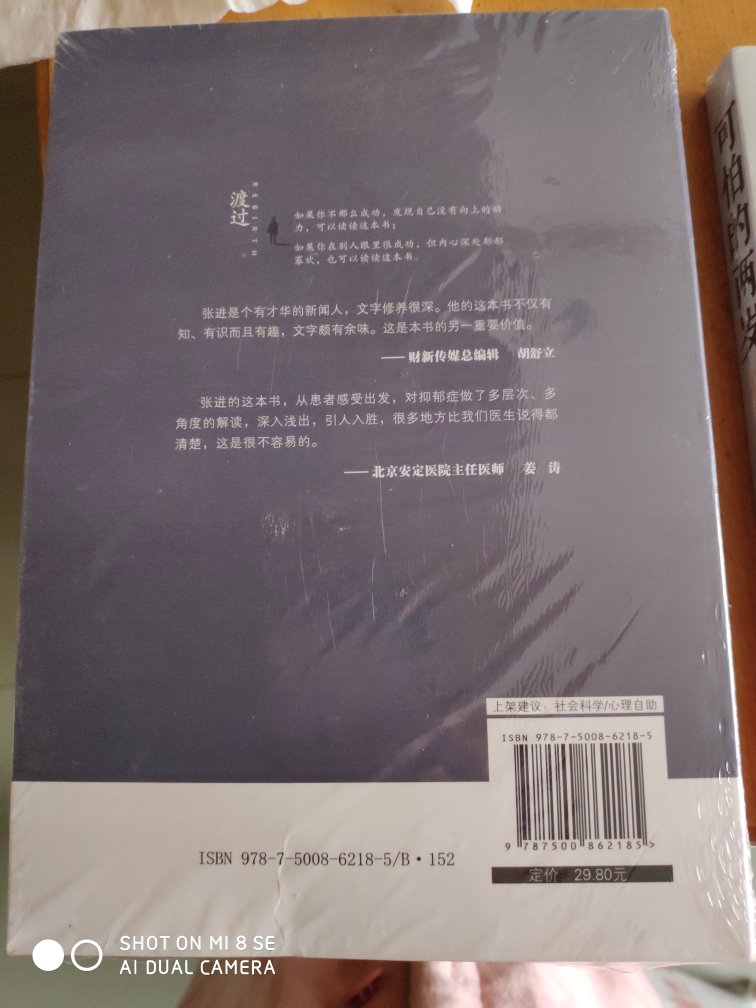 渡过
REBIRTH
如果你不那么成功，发现自己没有向上的动
力，可以读读这本书；
如果你在别人眼里很成功，但内心深处郁郁
寡欢，也可以读读这本书。
张进是个有才华的新闻人，文字修养很深。他的这本书不仅有
知、有识而且有趣，文字颇有余味。这是本书的另一重要价值。
——财新传媒总编辑 胡舒立
张进的这本书，从患者感受出发，对抑郁症做了多层次、多
角度的解读，深入浅出，引人入胜，很多地方比我们医生说得都
清楚，这是很不容易的。
——北京安定医院主任医师 姜 涛
上架建议：社会科学/心理自助
ISBN 978-7-5008-6218-5
9 787500 862185 >
定价：29.80元
ISBN 978-7-5008-6218-5/B·152
可怕的两岁
SHOT ON MI 8 SE
AI DUAL CAMERA